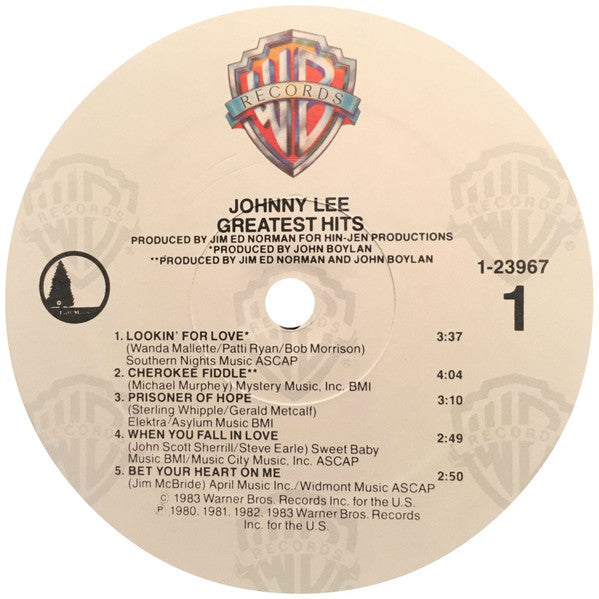 WB
RECORDS
JOHNNY LEE
GREATEST HITS
PRODUCED BY JIM ED NORMAN FOR HIN-JEN PRODUCTIONS
*PRODUCED BY JOHN BOYLAN
**PRODUCED BY JIM ED NORMAN AND JOHN BOYLAN
1-23967
1
1. LOOKIN' FOR LOVE* 3:37
(Wanda Mallette/Patti Ryan/Bob Morrison)
Southern Nights Music ASCAP
2. CHEROKEE FIDDLE** 4:04
(Michael Murphey) Mystery Music, Inc. BMI
3. PRISONER OF HOPE 3:10
(Sterling Whipple/Gerald Metcalf)
Elektra/Asylum Music BMI
4. WHEN YOU FALL IN LOVE 2:49
(John Scott Sherrill/Steve Earle) Sweet Baby
Music BMI/Music City Music, Inc. ASCAP
5. BET YOUR HEART ON ME 2:50
(Jim McBride) April Music Inc./Widmont Music ASCAP
© 1983 Warner Bros. Records Inc. for the U.S.
℗ 1980, 1981, 1982, 1983 Warner Bros. Records
Inc. for the U.S.